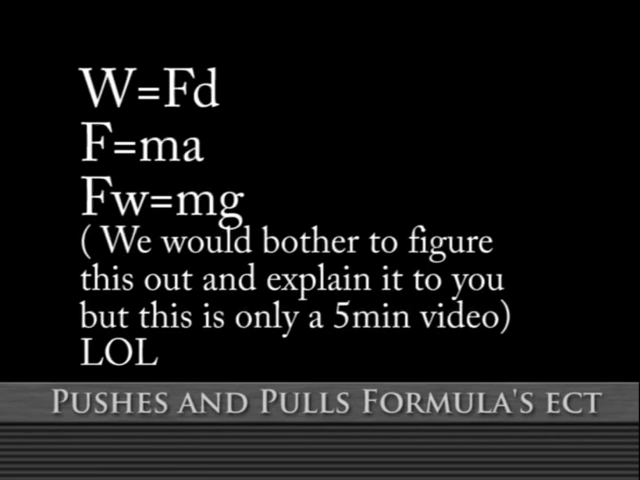 W=Fd
F=ma
Fw=mg
( We would bother to figure
this out and explain it to you
but this is only a 5min video)
LOL
PUSHES AND PULLS FORMULA'S ECT